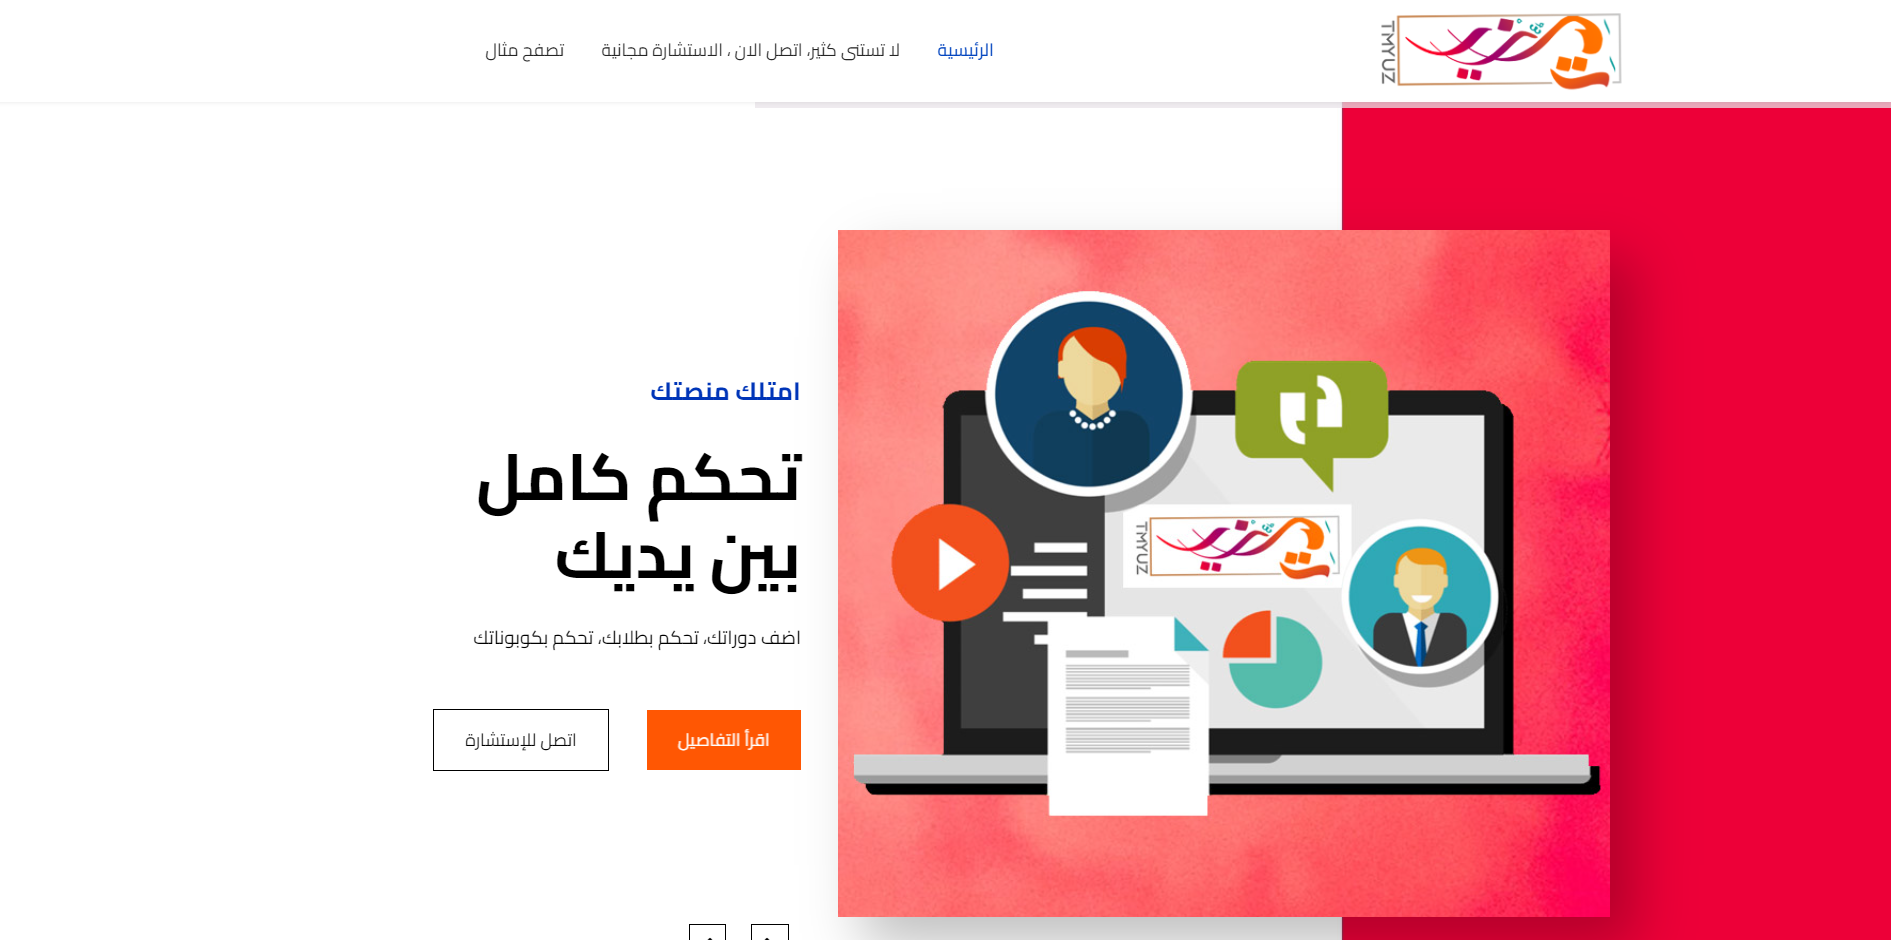 TMYUZ
الرئيسية
لا تستنى كثير، اتصل الان ، الاستشارة مجانية
تصفح مثال
امتلك منصتك
تحكم كامل
بين يديك
اضف دوراتك، تحكم بطلابك، تحكم بكوبوناتك
اقرأ التفاصيل
اتصل للإستشارة
TMYUZ